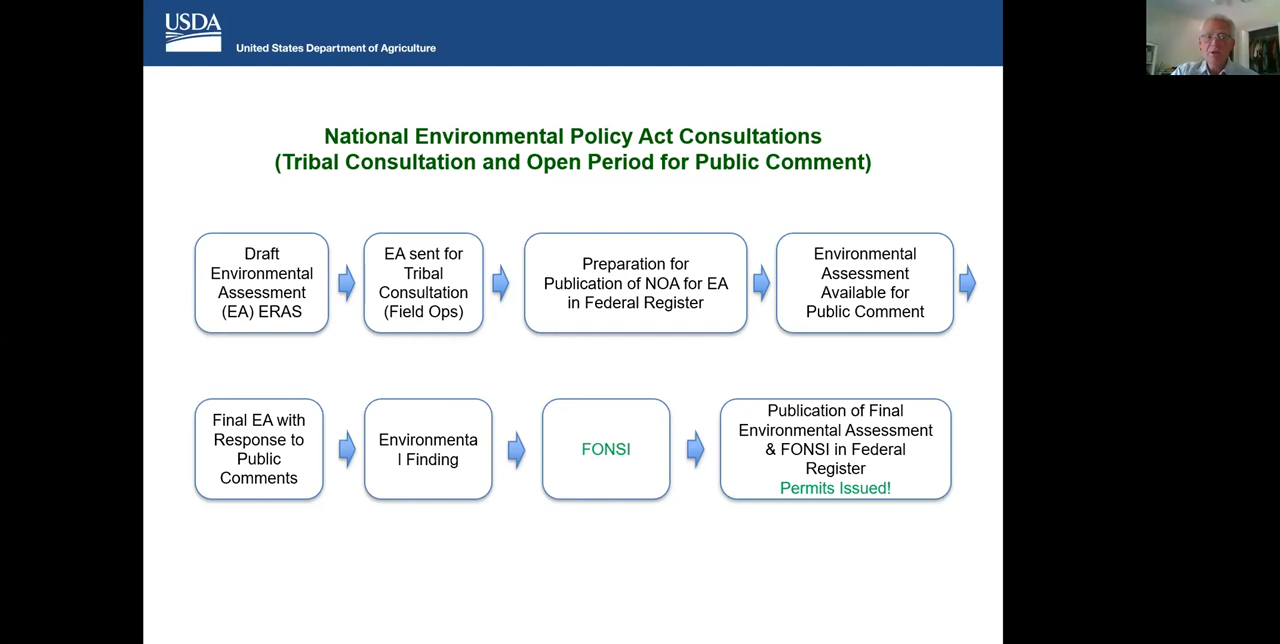 USDA
United States Department of Agriculture
National Environmental Policy Act Consultations
(Tribal Consultation and Open Period for Public Comment)
Draft
Environmental
Assessment
(EA) ERAS
EA sent for
Tribal
Consultation
(Field Ops)
Preparation for
Publication of NOA for EA
in Federal Register
Environmental
Assessment
Available for
Public Comment
Final EA with
Response to
Public
Comments
Environmenta
l Finding
FONSI
Publication of Final
Environmental Assessment
& FONSI in Federal
Register
Permits Issued!